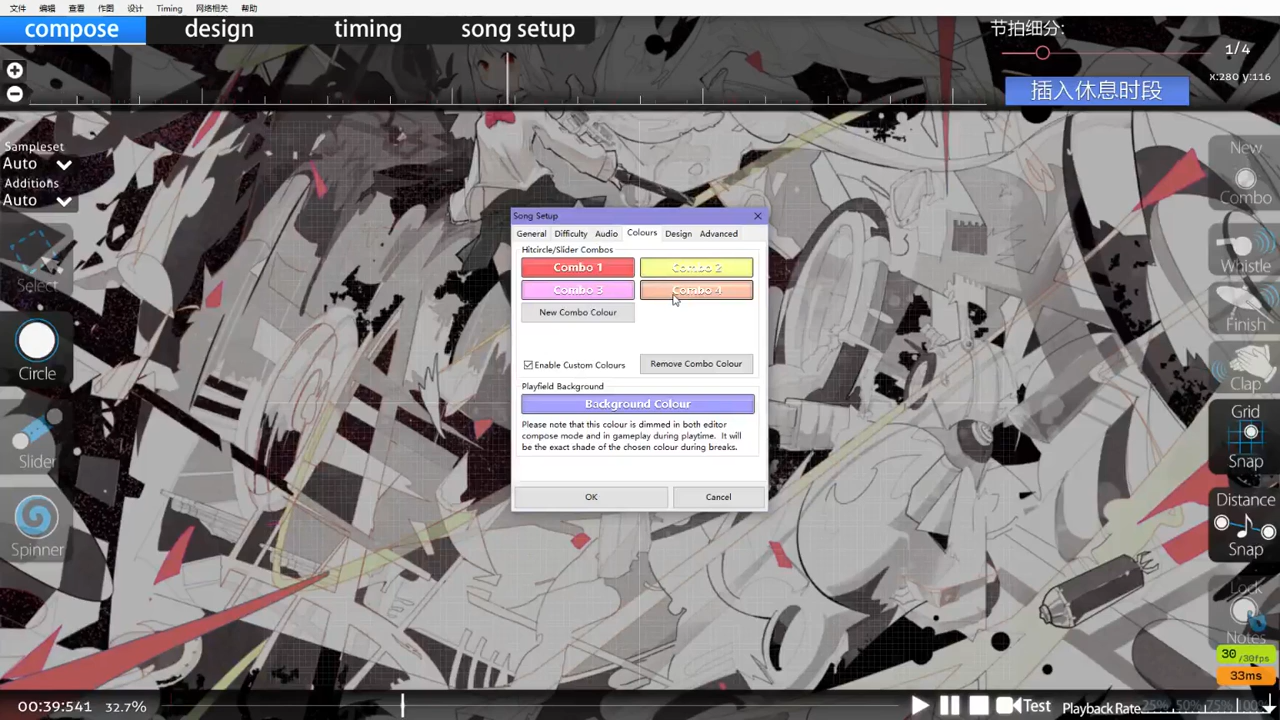 文件 编辑 查看 作图 设计 Timing 网络相关 帮助
compose design timing song setup
节拍细分:
1/4
x:280 y:116
插入休息时段
Sampleset
Auto
Additions
Auto
Select
Circle
Slider
Spinner
Song Setup
General Difficulty Audio Colours Design Advanced
Hitcircle/Slider Combos
Combo 1 Combo 2
Combo 3 Combo 4
New Combo Colour
Enable Custom Colours Remove Combo Colour
Playfield Background
Background Colour
Please note that this colour is dimmed in both editor
compose mode and in gameplay during playtime. It will
be the exact shade of the chosen colour during breaks.
OK Cancel
New
Combo
Whistle
Finish
Clap
Grid
Snap
Distance
Snap
Lock
Notes
30/30fps
33ms
00:39:541 32.7% Test Playback Rate 25% 50% 75% 100%